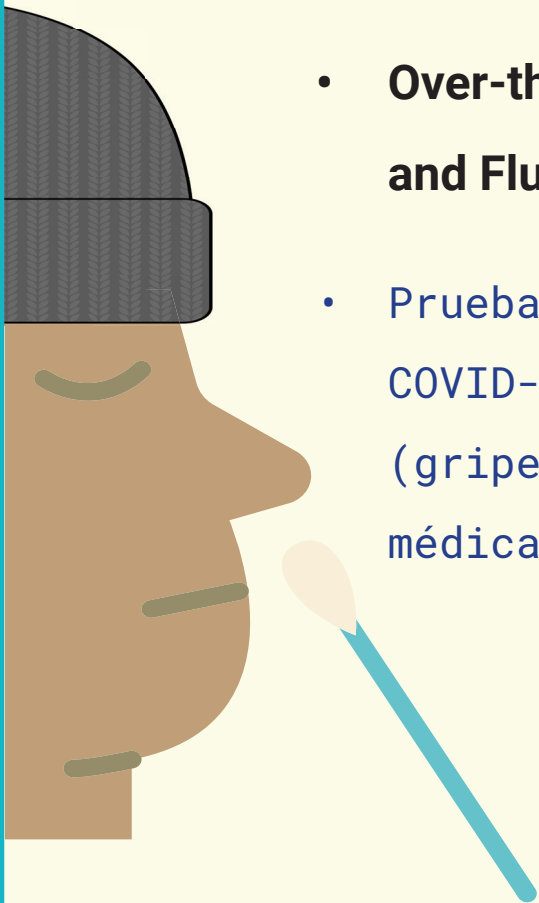 • Over-th
and Flu
• Prueba
COVID-
(gripe
médica